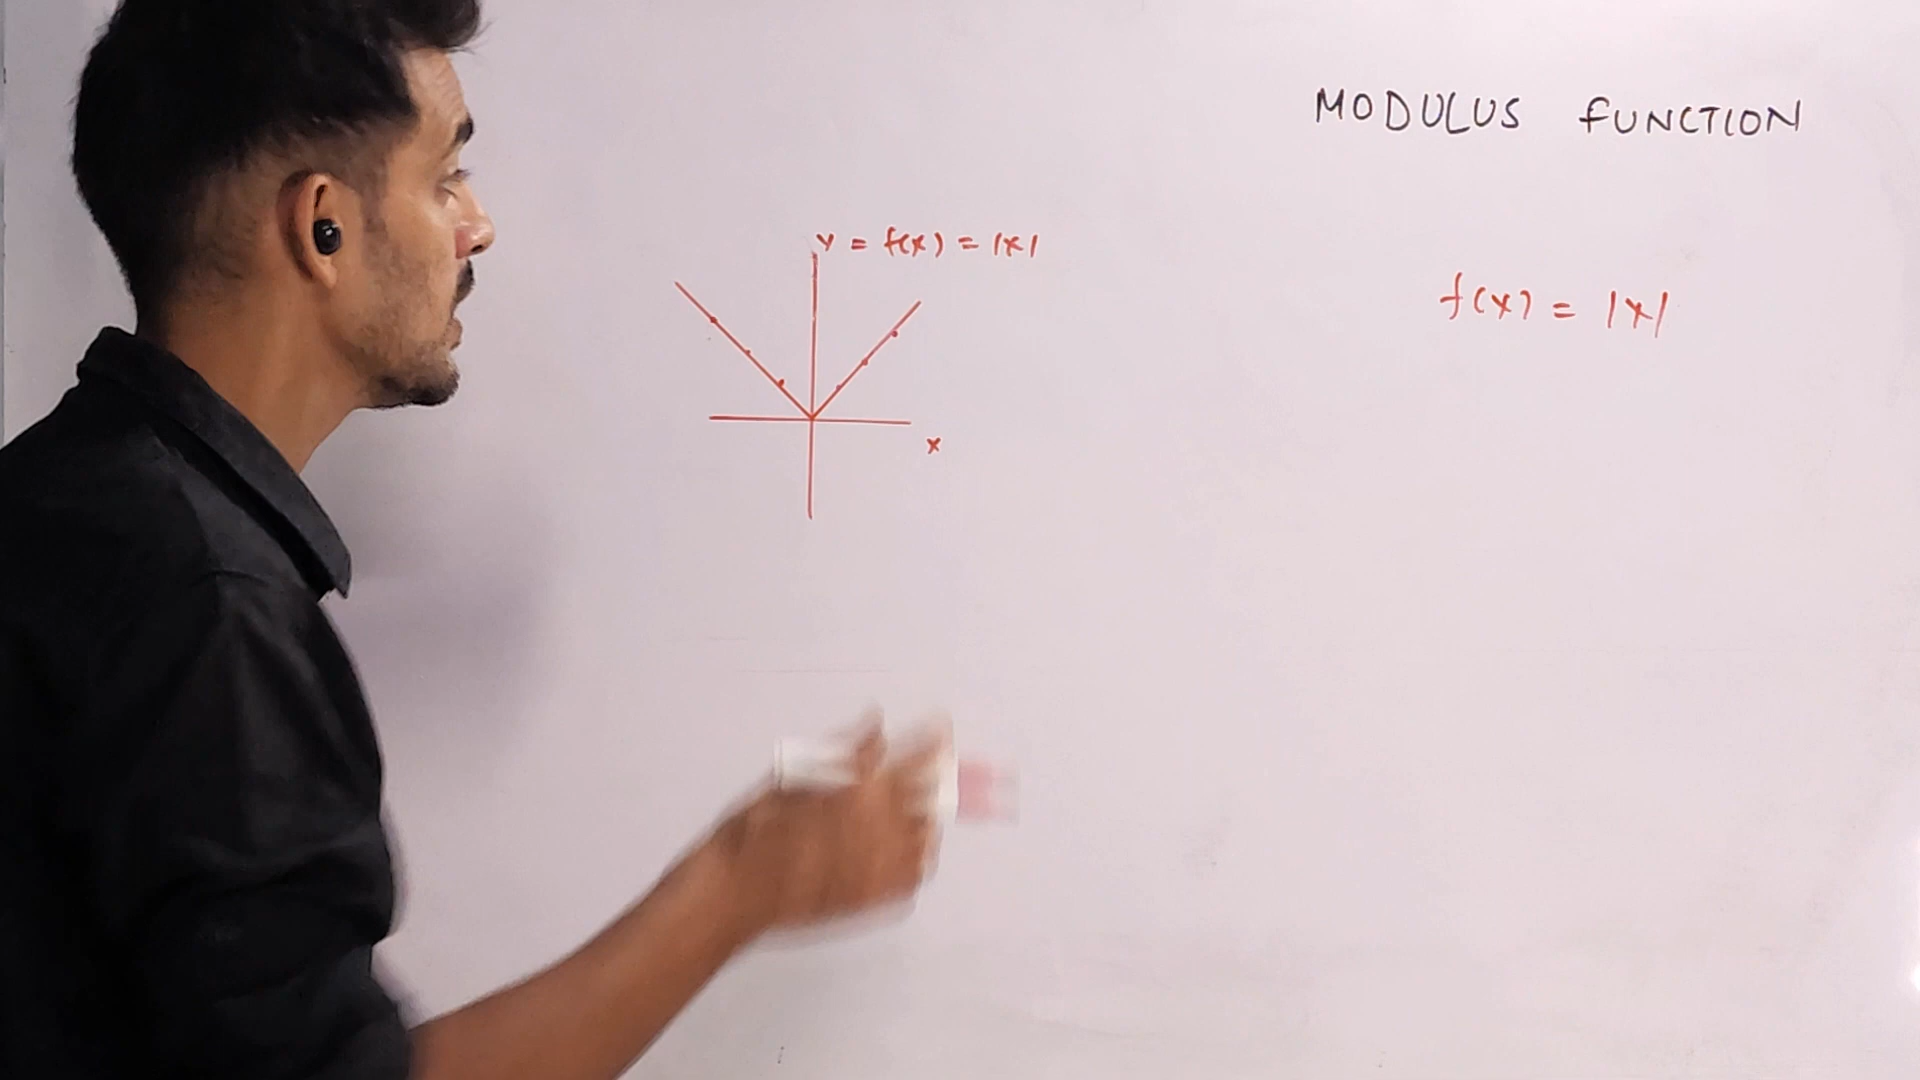 MODULUS FUNCTION
y = f(x) = |x|
f(x) = |x|
x